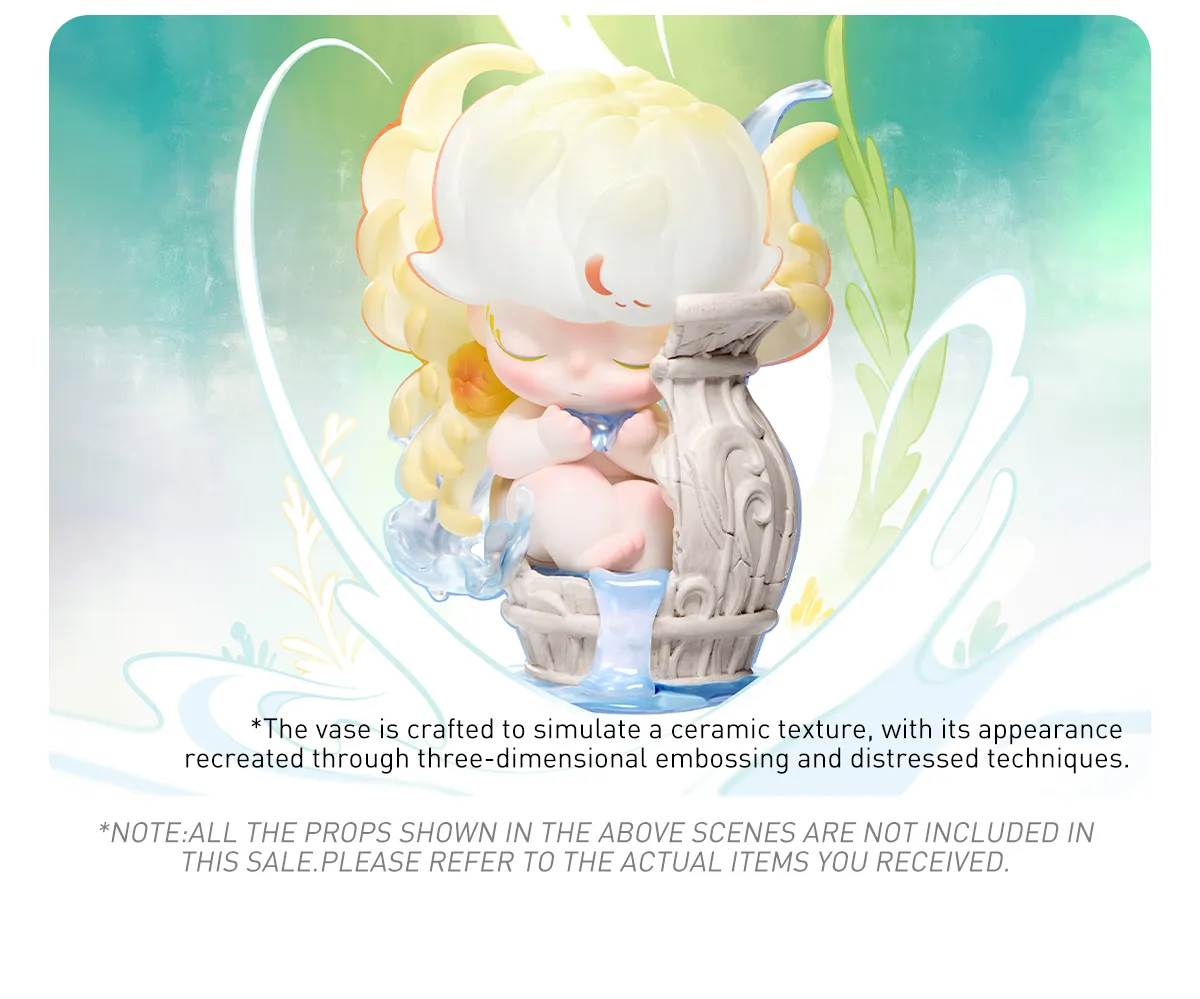 *The vase is crafted to simulate a ceramic texture, with its appearance
recreated through three-dimensional embossing and distressed techniques.
*NOTE:ALL THE PROPS SHOWN IN THE ABOVE SCENES ARE NOT INCLUDED IN
THIS SALE.PLEASE REFER TO THE ACTUAL ITEMS YOU RECEIVED.